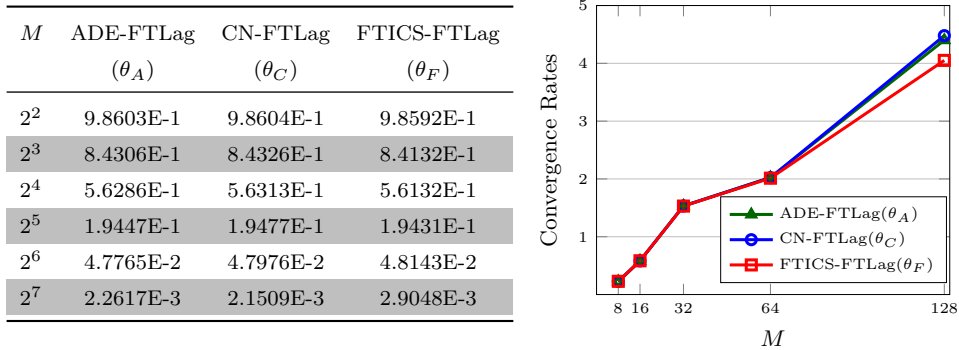 M ADE-FTLag CN-FTLag FTICS-FTLag
(θ_A) (θ_C) (θ_F)
2^2 9.8603E-1 9.8604E-1 9.8592E-1
2^3 8.4306E-1 8.4326E-1 8.4132E-1
2^4 5.6286E-1 5.6313E-1 5.6132E-1
2^5 1.9447E-1 1.9477E-1 1.9431E-1
2^6 4.7765E-2 4.7976E-2 4.8143E-2
2^7 2.2617E-3 2.1509E-3 2.9048E-3
Convergence Rates
5
4
3
2
1
ADE-FTLag(θ_A)
CN-FTLag(θ_C)
FTICS-FTLag(θ_F)
8 16 32 64 128
M